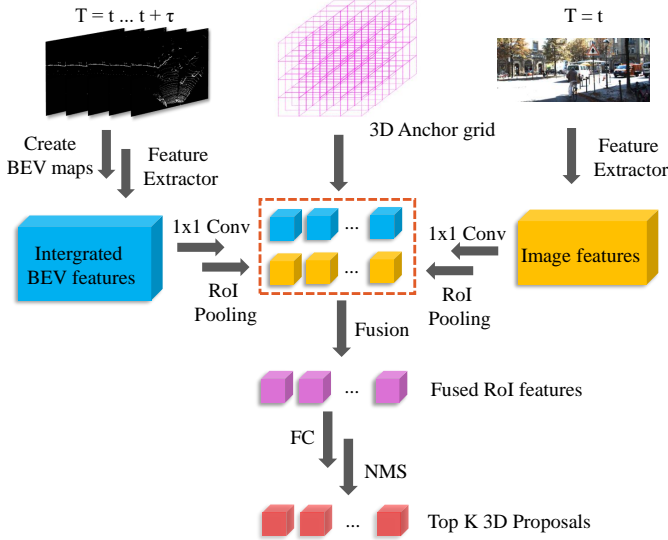 T = t ... t + τ
T = t
3D Anchor grid
Create
BEV maps
Feature
Extractor
Feature
Extractor
1x1 Conv
1x1 Conv
Intergrated
BEV features
...
...
Image features
RoI
Pooling
RoI
Pooling
Fusion
...
Fused RoI features
FC
NMS
...
Top K 3D Proposals